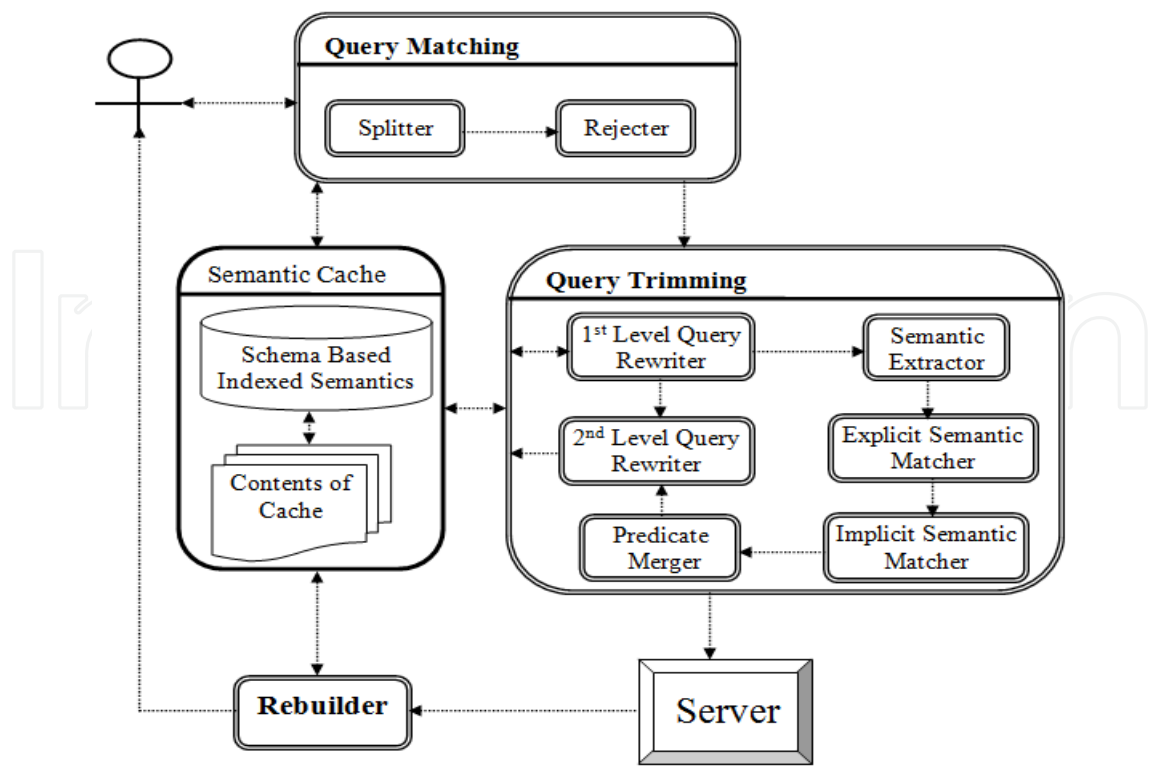 Query Matching
Splitter
Rejecter
Semantic Cache
Schema Based
Indexed Semantics
Contents of
Cache
Query Trimming
1st Level Query
Rewriter
Semantic
Extractor
2nd Level Query
Rewriter
Explicit Semantic
Matcher
Predicate
Merger
Implicit Semantic
Matcher
Rebuilder
Server